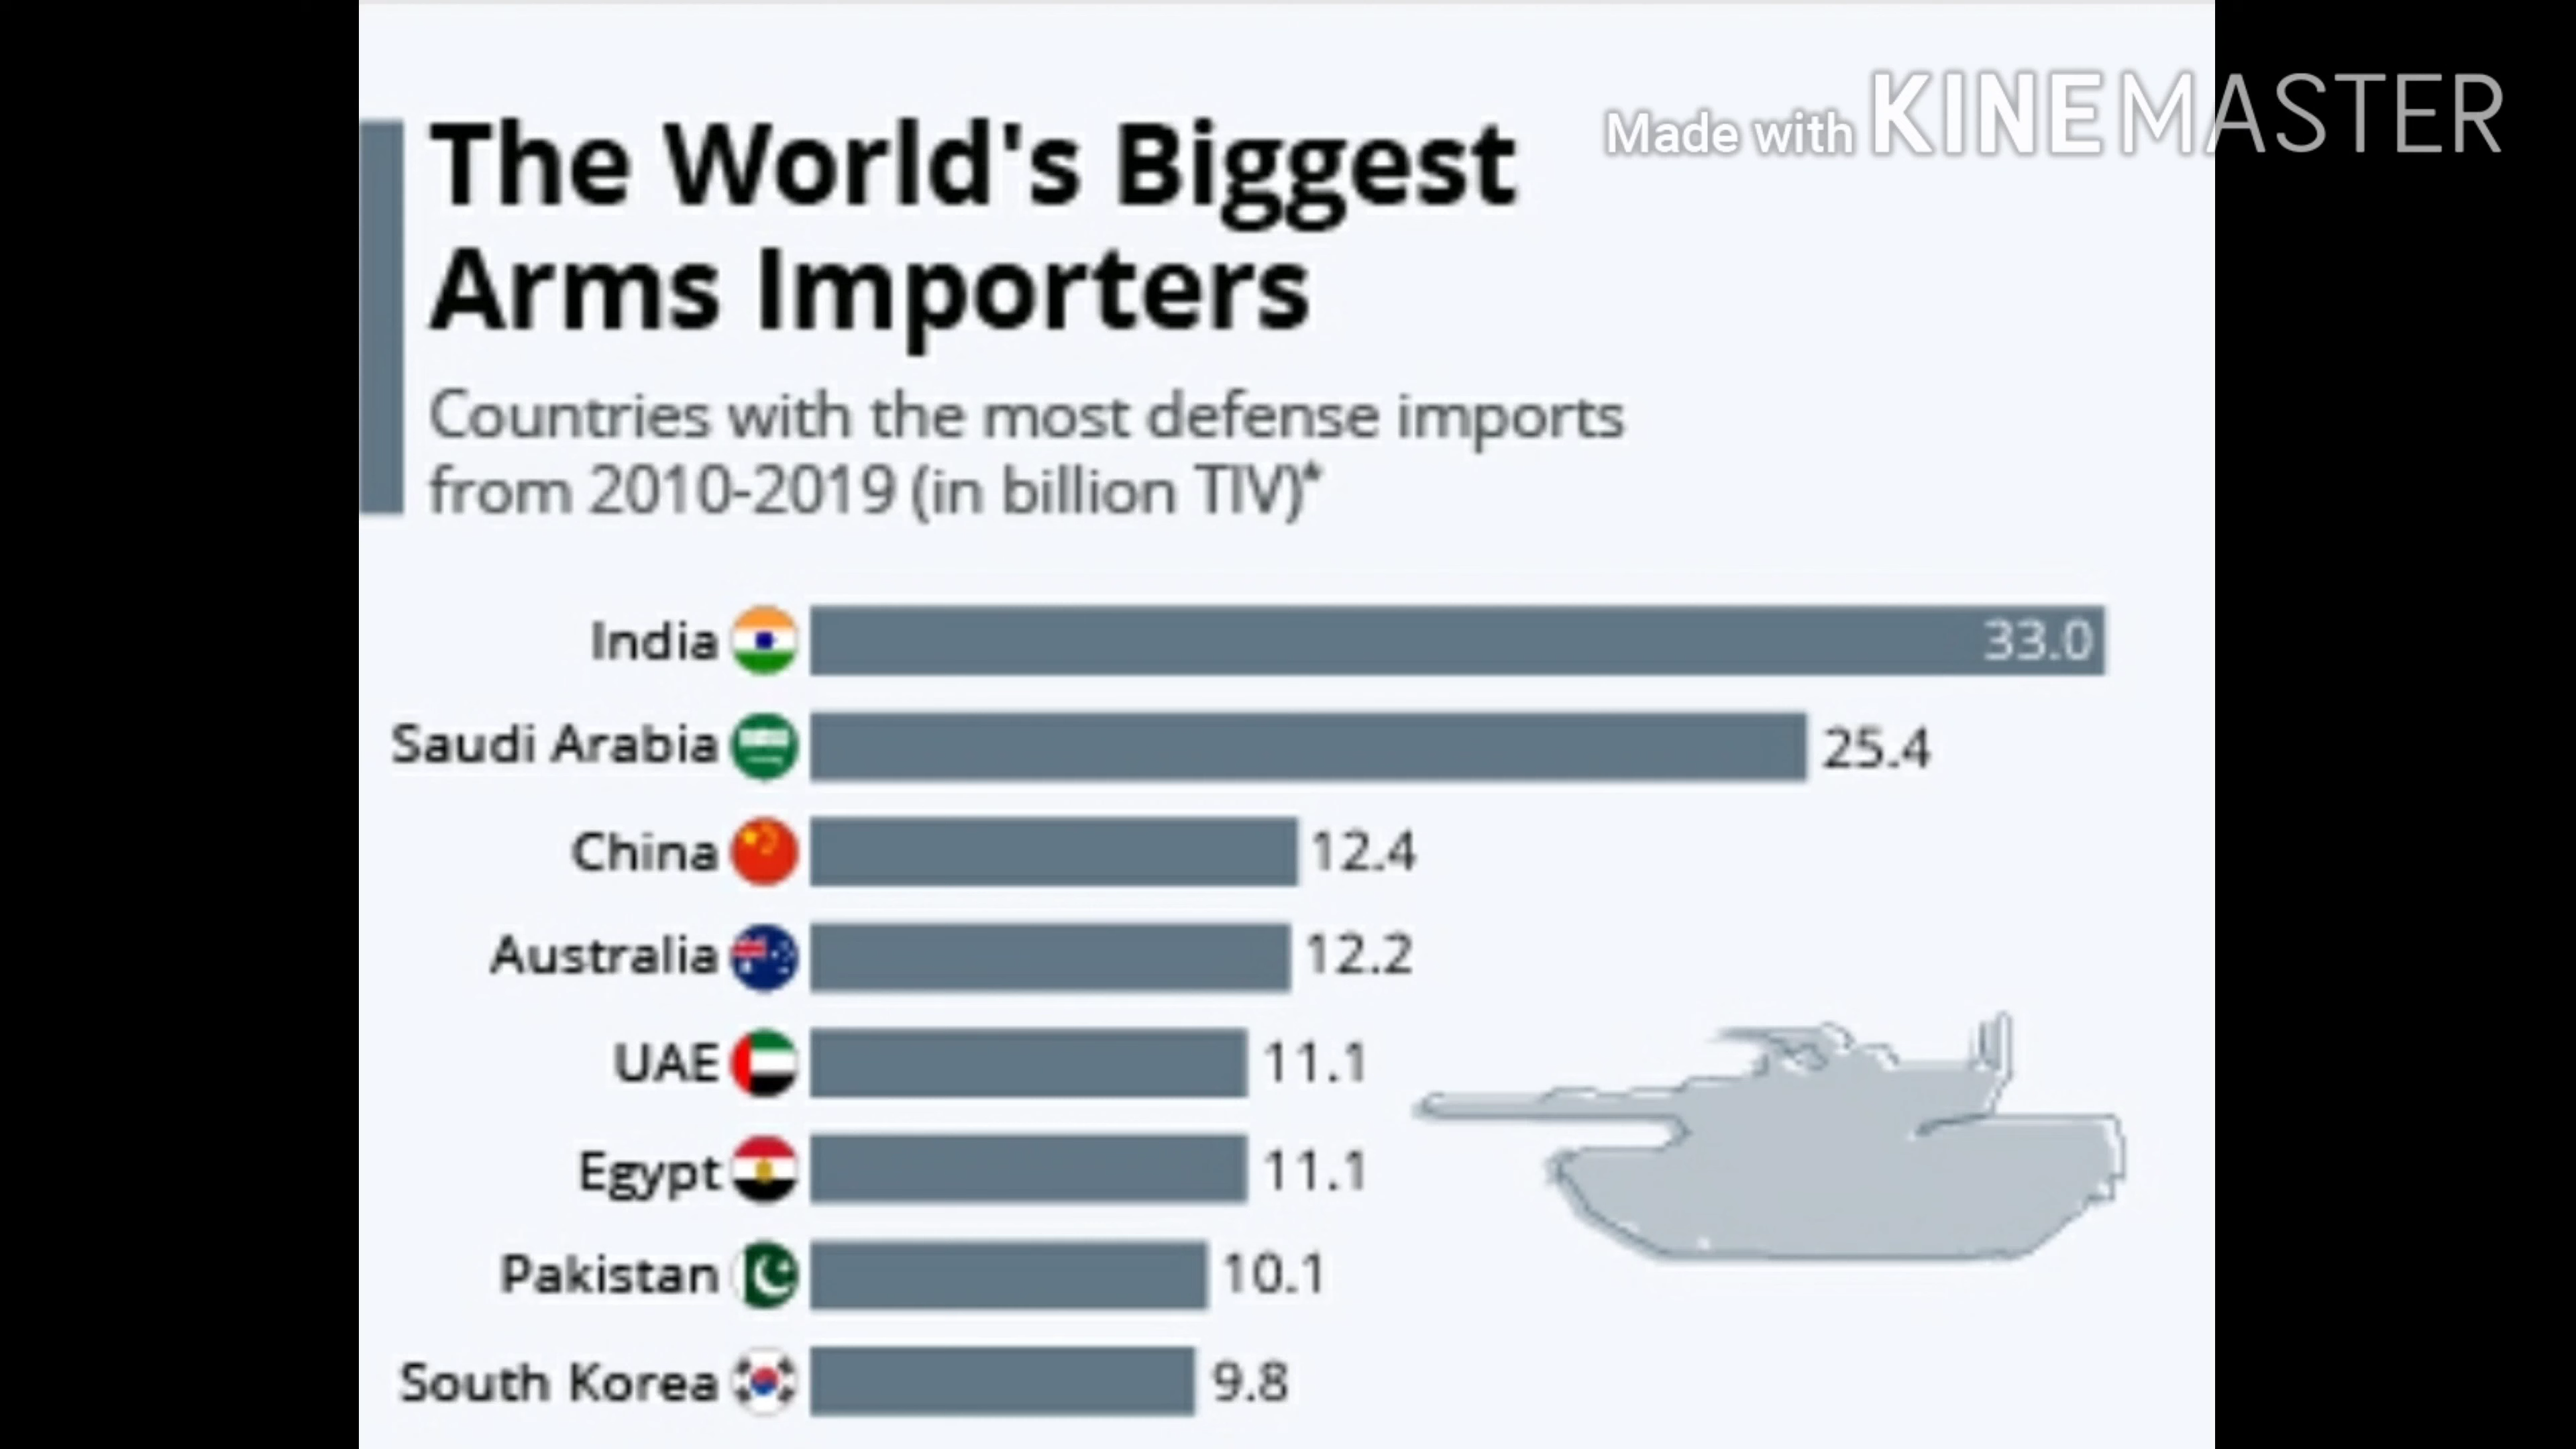 Made with KINEMASTER
The World's Biggest
Arms Importers
Countries with the most defense imports
from 2010-2019 (in billion TIV)*
India 33.0
Saudi Arabia 25.4
China 12.4
Australia 12.2
UAE 11.1
Egypt 11.1
Pakistan 10.1
South Korea 9.8